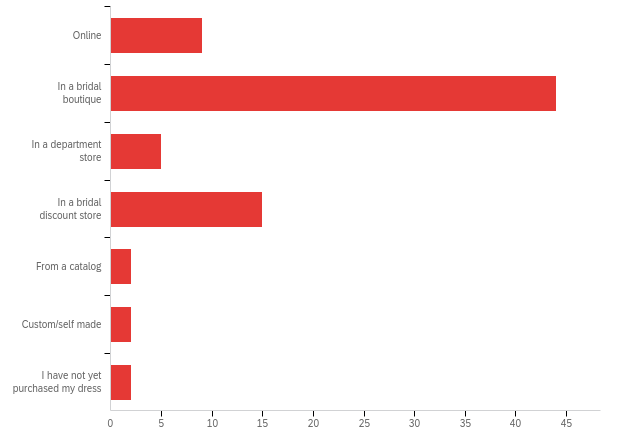 Online
In a bridal
boutique
In a department
store
In a bridal
discount store
From a catalog
Custom/self made
I have not yet
purchased my dress
0 5 10 15 20 25 30 35 40 45